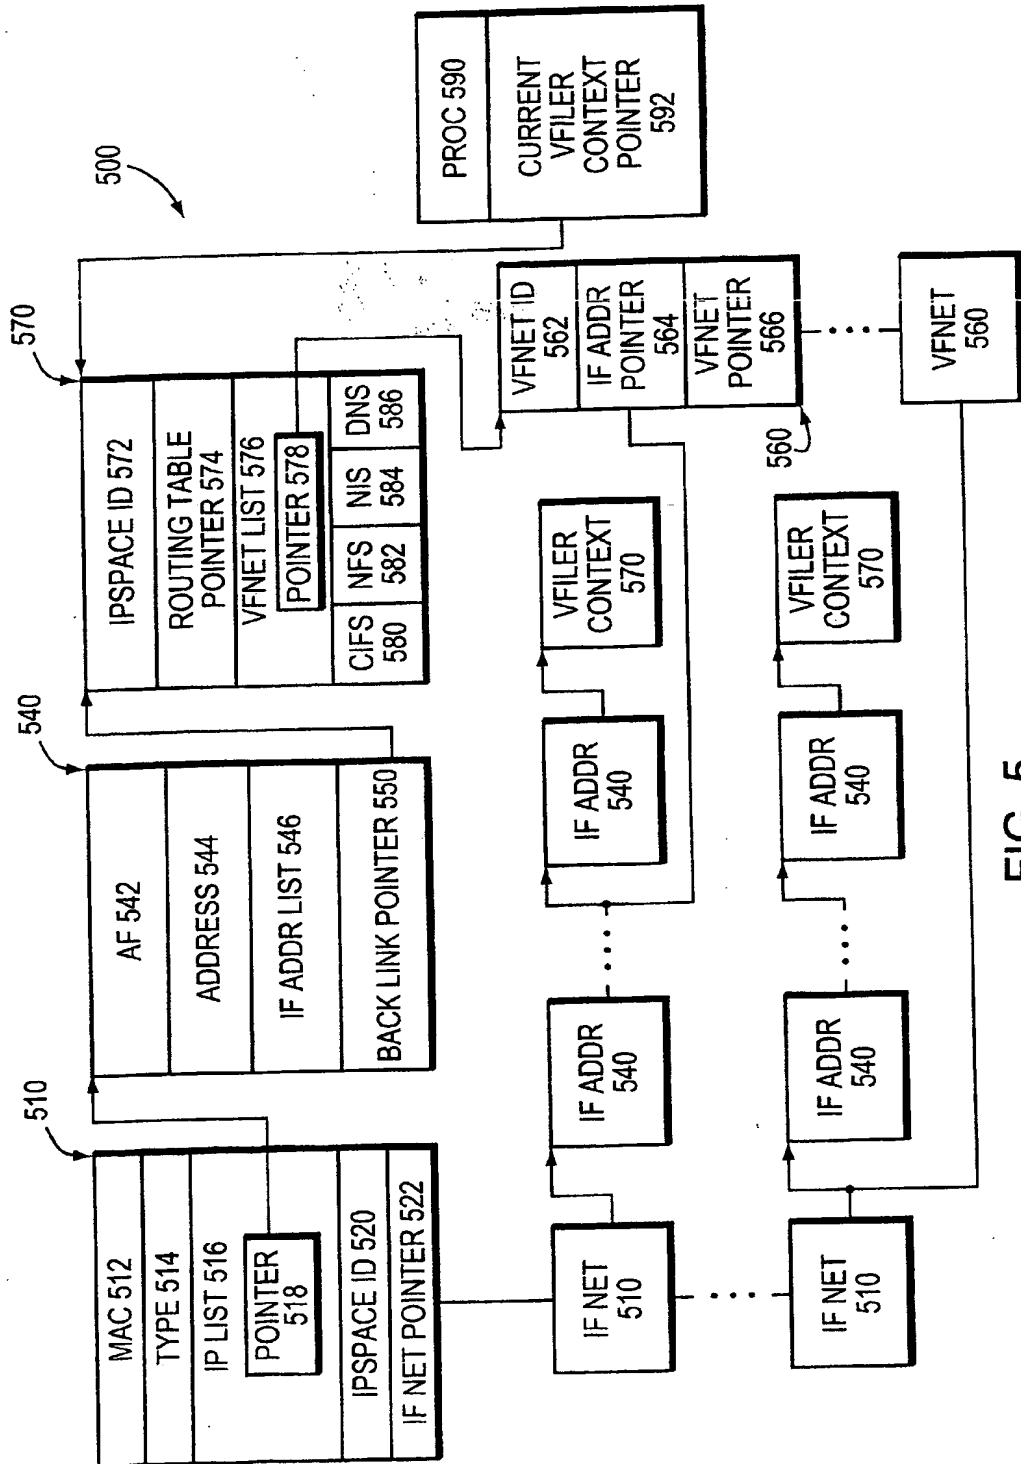 500
510
MAC 512
TYPE 514
IP LIST 516
POINTER
518
IPSPACE ID 520
IF NET POINTER 522
540
AF 542
ADDRESS 544
IF ADDR LIST 546
BACK LINK POINTER 550
570
IPSPACE ID 572
ROUTING TABLE
POINTER 574
VFNET LIST 576
POINTER 578
CIFS
580
NFS
582
NIS
584
DNS
586
PROC 590
CURRENT
VFILER
CONTEXT
POINTER
592
IF NET
510
IF ADDR
540
IF ADDR
540
VFILER
CONTEXT
570
VFNET ID
562
IF ADDR
POINTER
564
VFNET
POINTER
566
560
IF NET
510
IF ADDR
540
IF ADDR
540
VFILER
CONTEXT
570
VFNET
560
FIG. 5